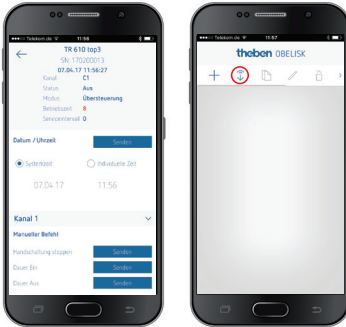 Telekom.de 11:56
TR 610 top3
SN: 170200013
07.04.17 11:56:27
Kanal C1
Status Aus
Modus Übersteuerung
Betriebszeit 8
Serviceintervall 0
Datum / Uhrzeit Senden
Systemzeit Individuelle Zeit
07.04.17 11:56
Kanal 1
Manueller Befehl
Handschaltung stoppen Senden
Dauer Ein Senden
Dauer Aus Senden
Telekom.de 11:57
theben OBELISK